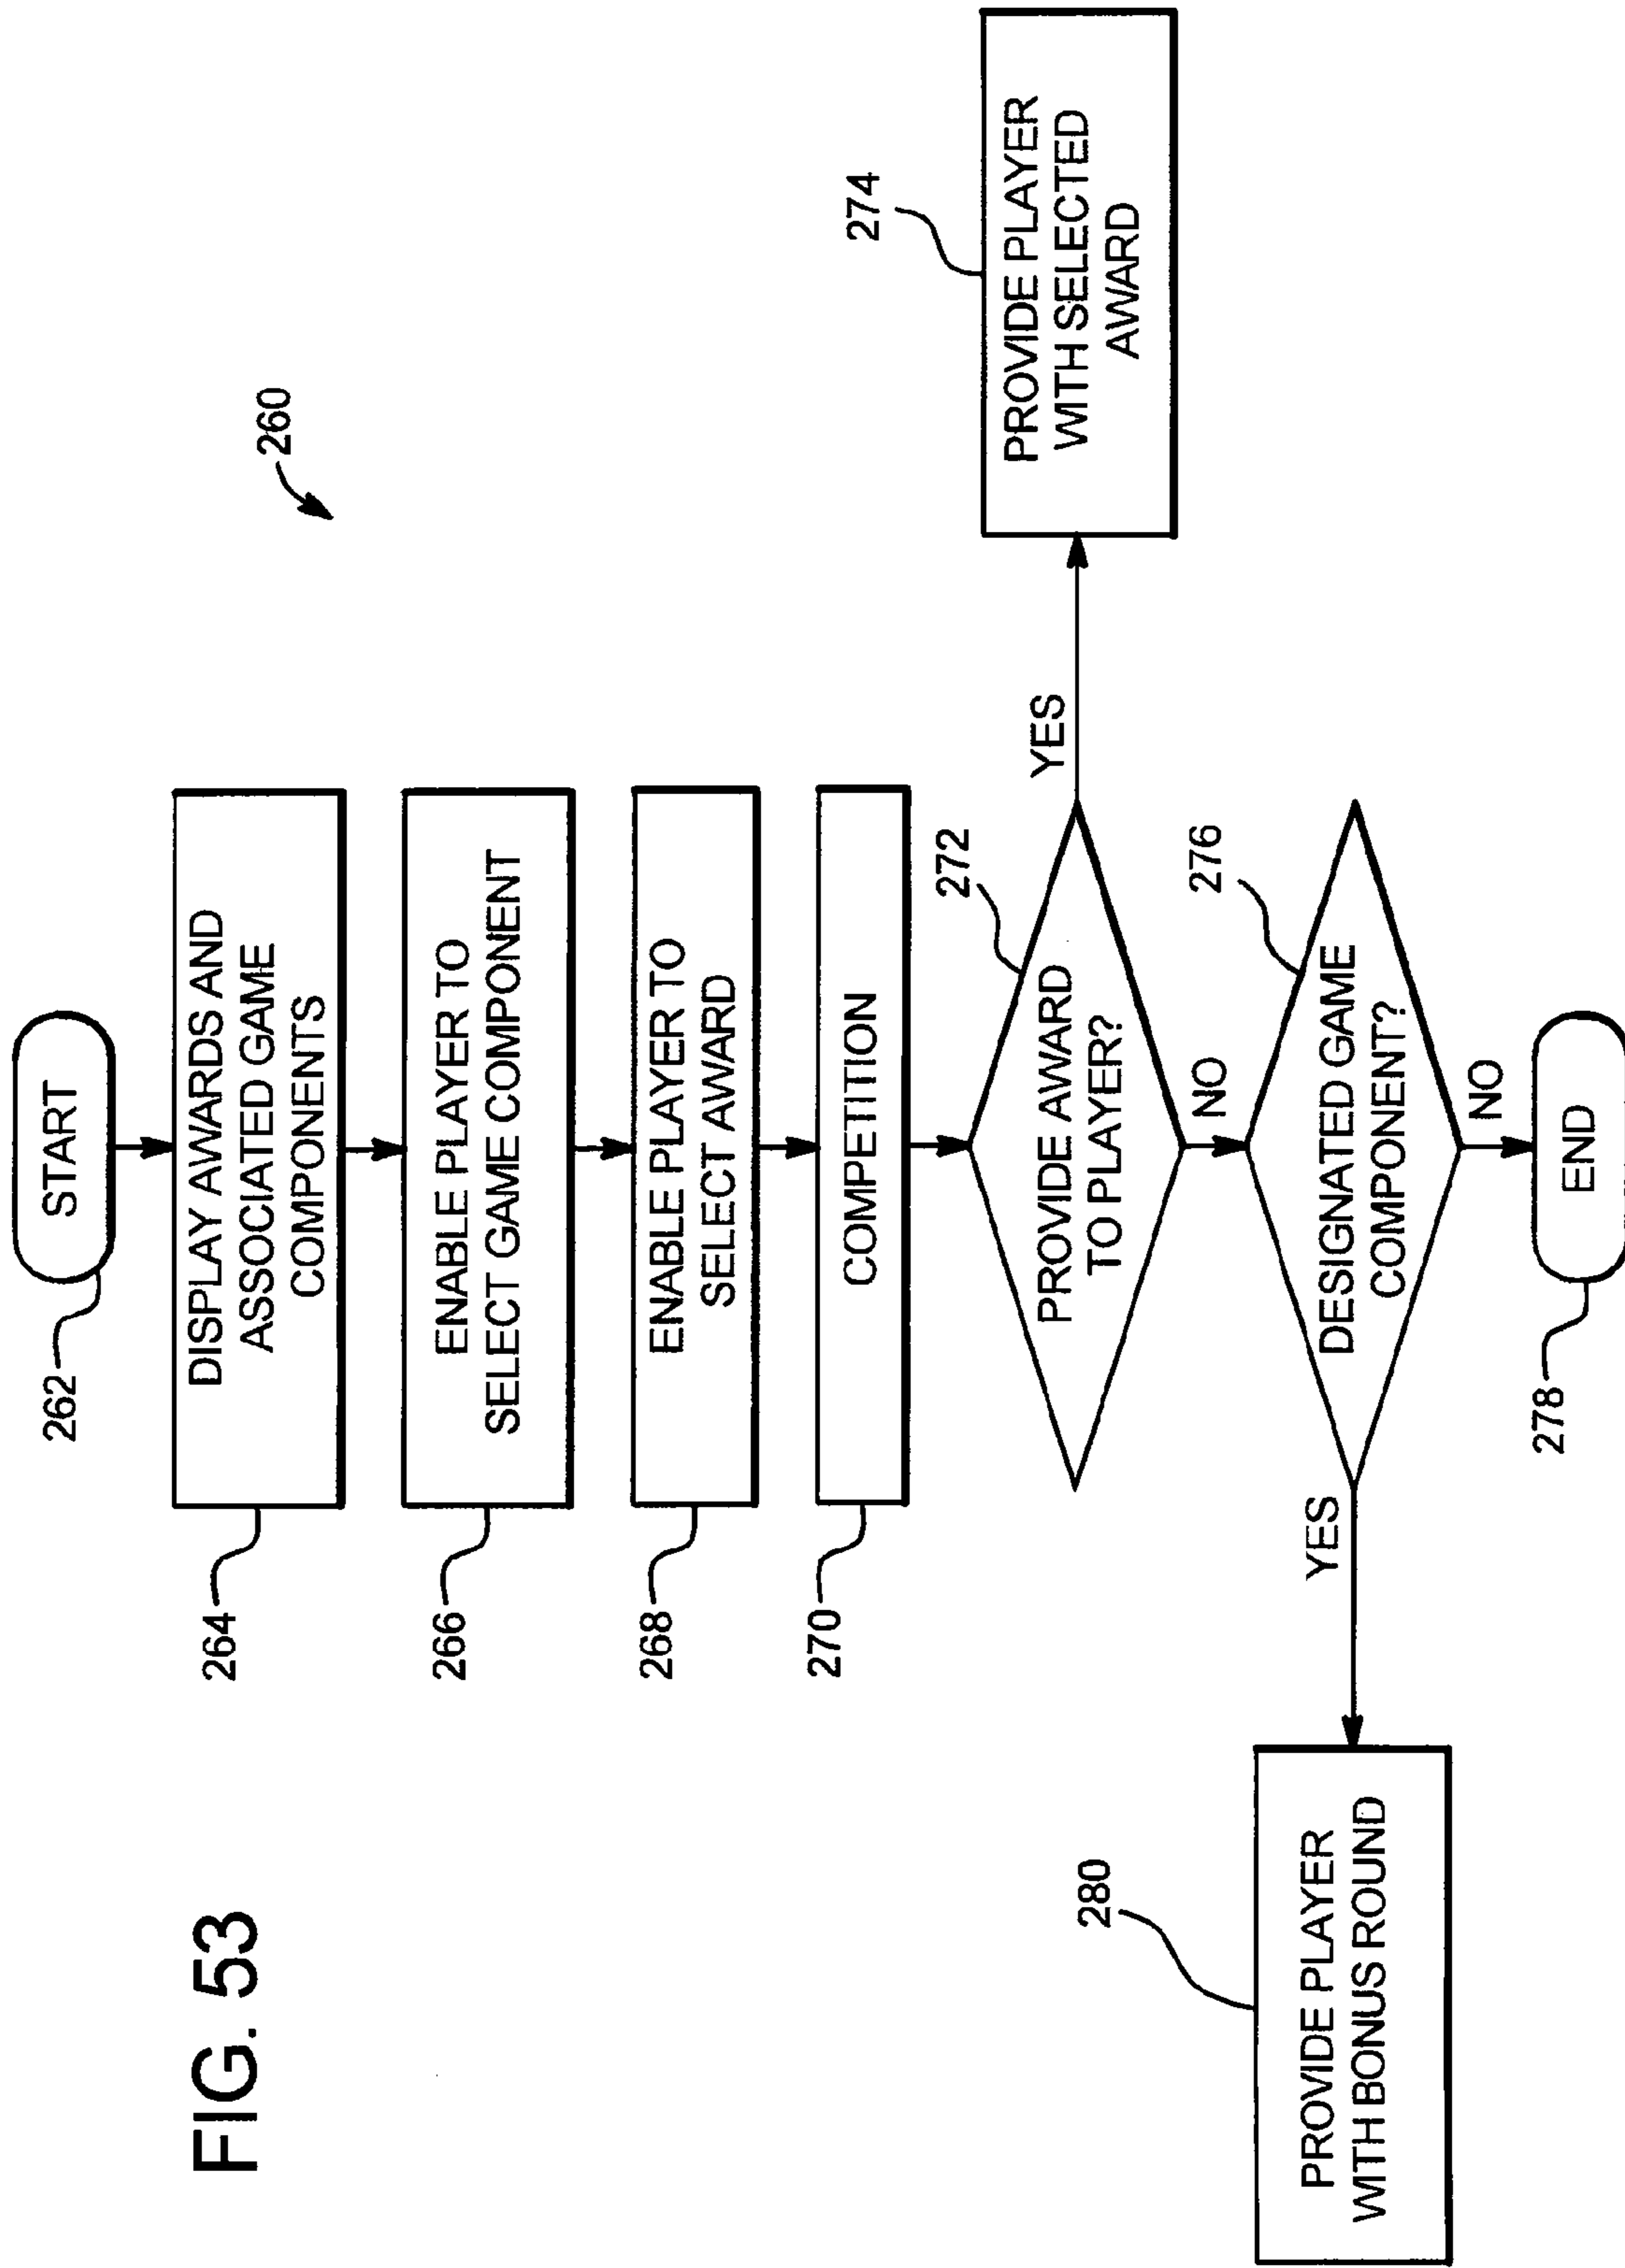 FIG. 53
260
START
262
DISPLAY AWARDS AND
ASSOCIATED GAME
COMPONENTS
264
ENABLE PLAYER TO
SELECT GAME COMPONENT
266
ENABLE PLAYER TO
SELECT AWARD
268
COMPETITION
270
PROVIDE AWARD
TO PLAYER?
272
YES
PROVIDE PLAYER
WITH SELECTED
AWARD
274
NO
DESIGNATED GAME
COMPONENT?
276
YES
PROVIDE PLAYER
WITH BONUS ROUND
280
NO
END
278